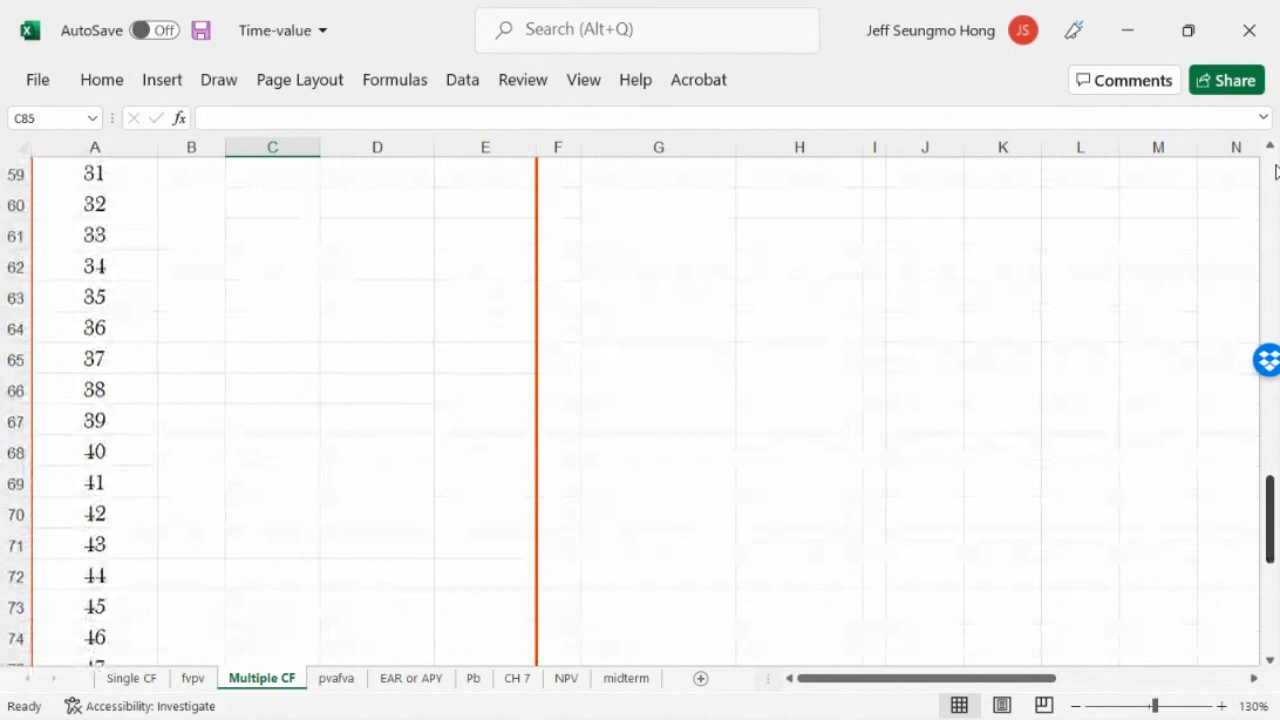 AutoSave Off Time-value Search (Alt+Q) Jeff Seungmo Hong JS
File Home Insert Draw Page Layout Formulas Data Review View Help Acrobat Comments Share
C85 fx
A B C D E F G H I J K L M N
59 31
60 32
61 33
62 34
63 35
64 36
65 37
66 38
67 39
68 40
69 41
70 42
71 43
72 44
73 45
74 46
Single CF fvpv Multiple CF pvafva EAR or APY Pb CH 7 NPV midterm
Ready Accessibility: Investigate 130%